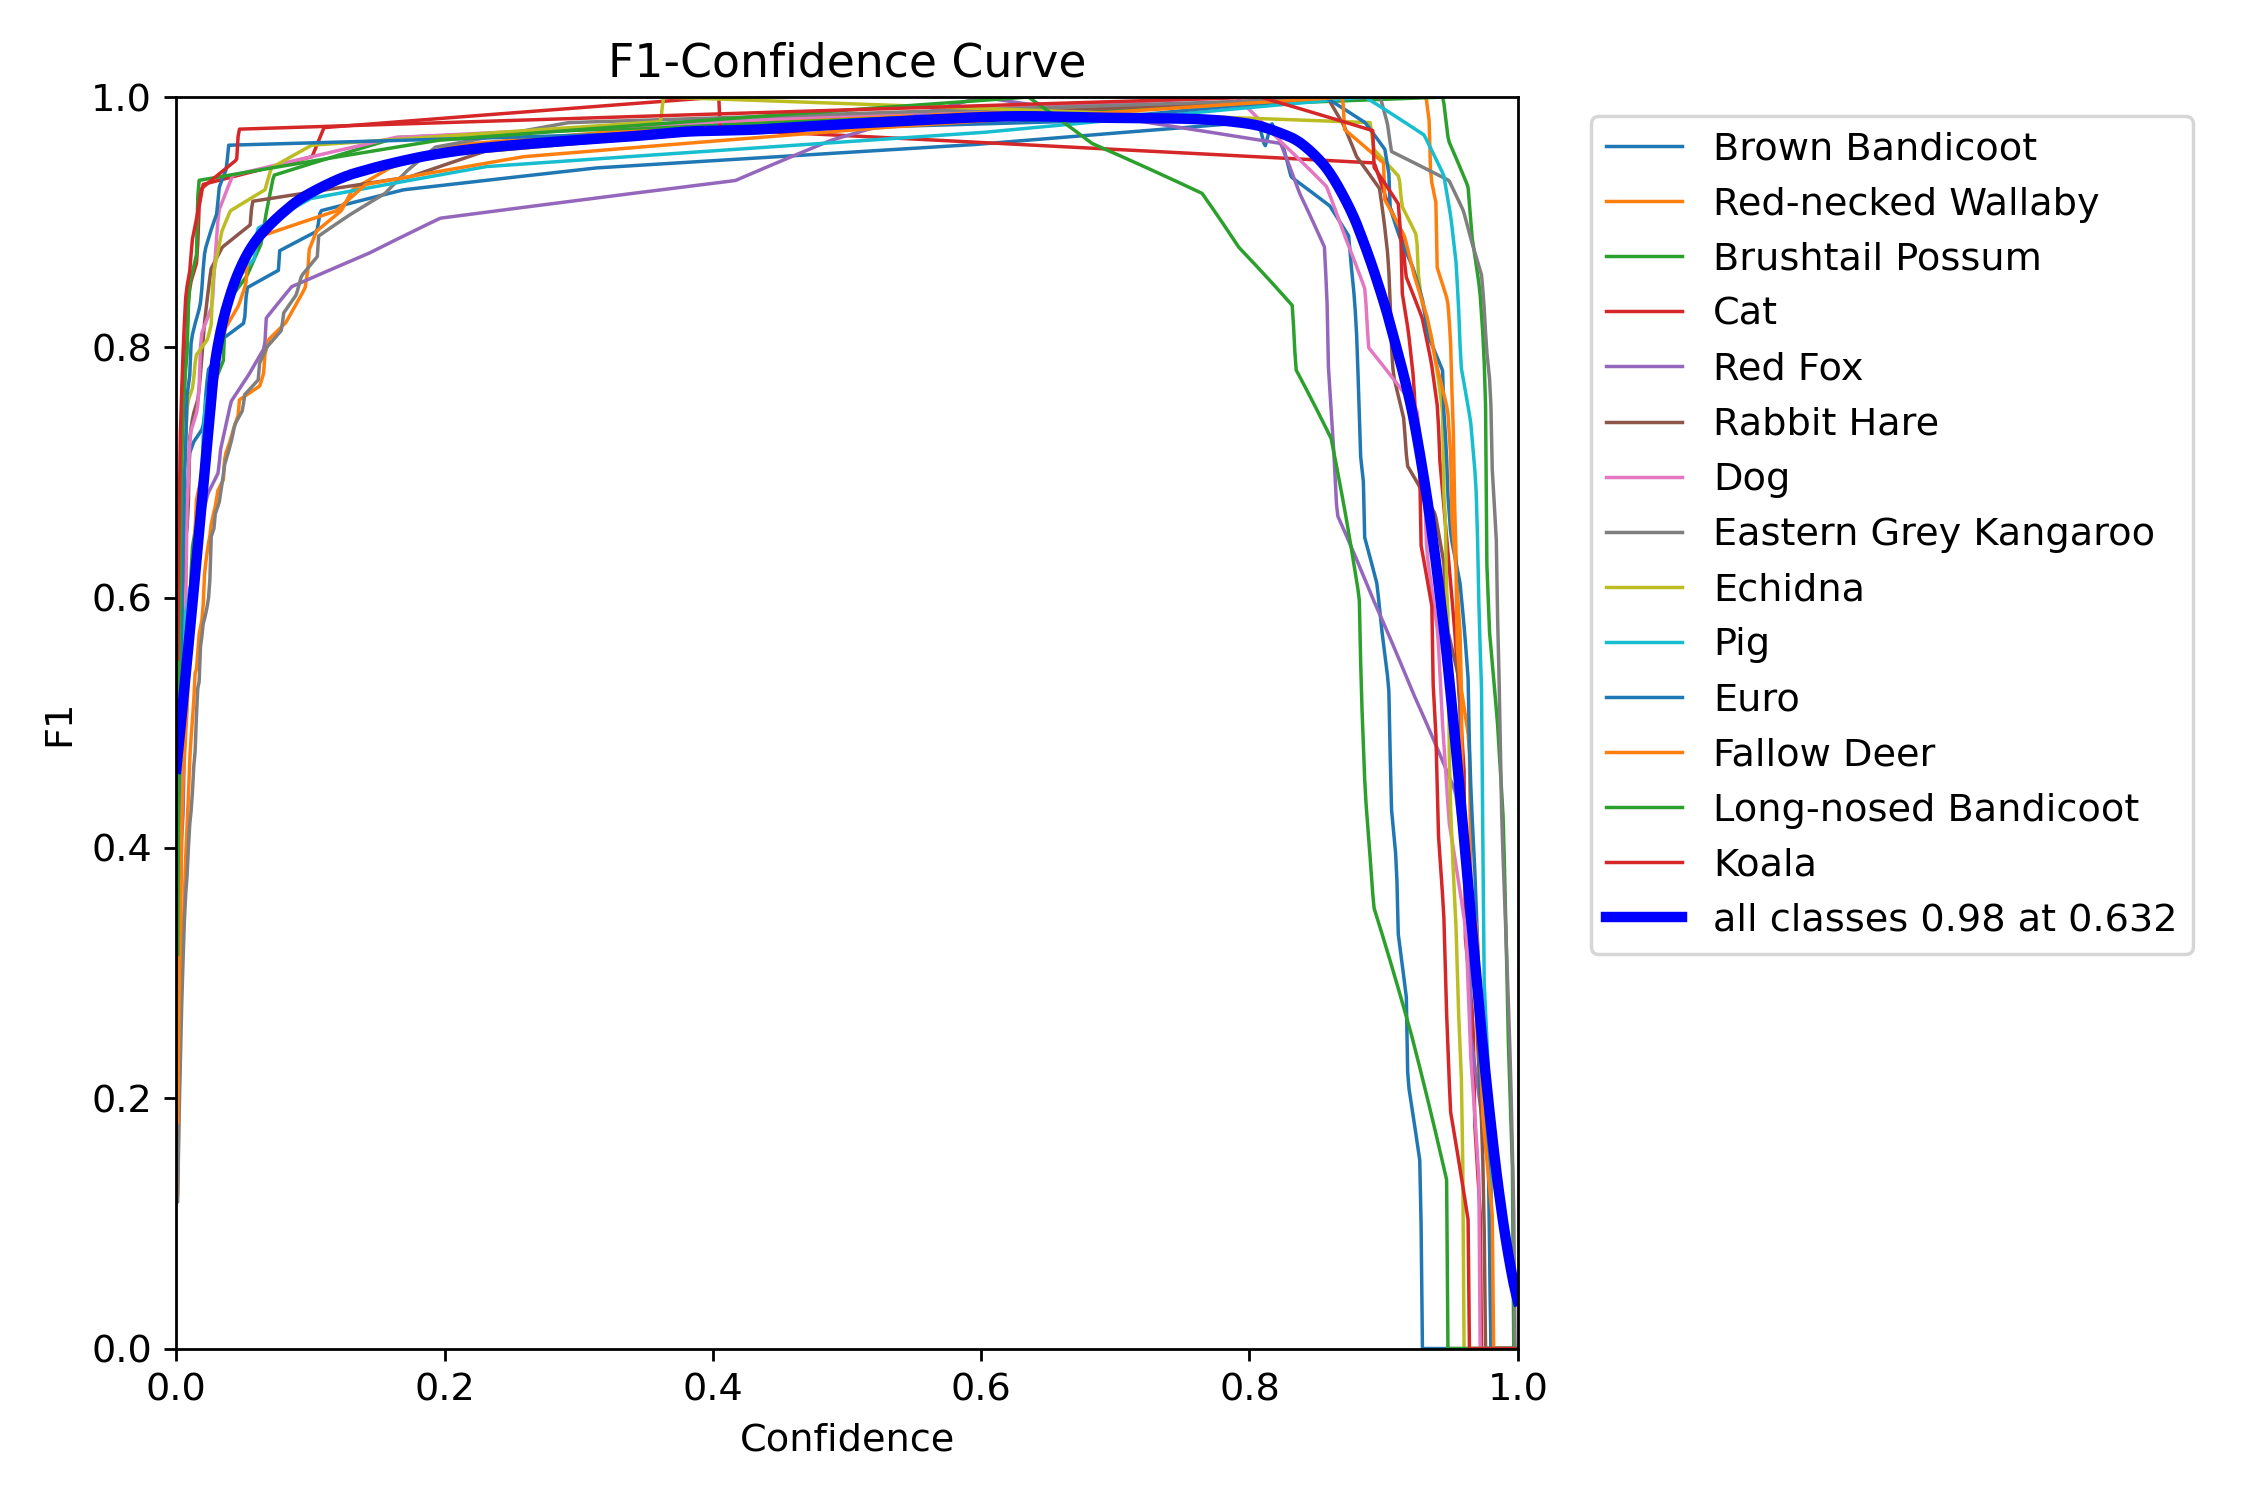 F1-Confidence Curve
1.0
0.8
0.6
0.4
0.2
0.0
F1
0.0 0.2 0.4 0.6 0.8 1.0
Confidence
Brown Bandicoot
Red-necked Wallaby
Brushtail Possum
Cat
Red Fox
Rabbit Hare
Dog
Eastern Grey Kangaroo
Echidna
Pig
Euro
Fallow Deer
Long-nosed Bandicoot
Koala
all classes 0.98 at 0.632